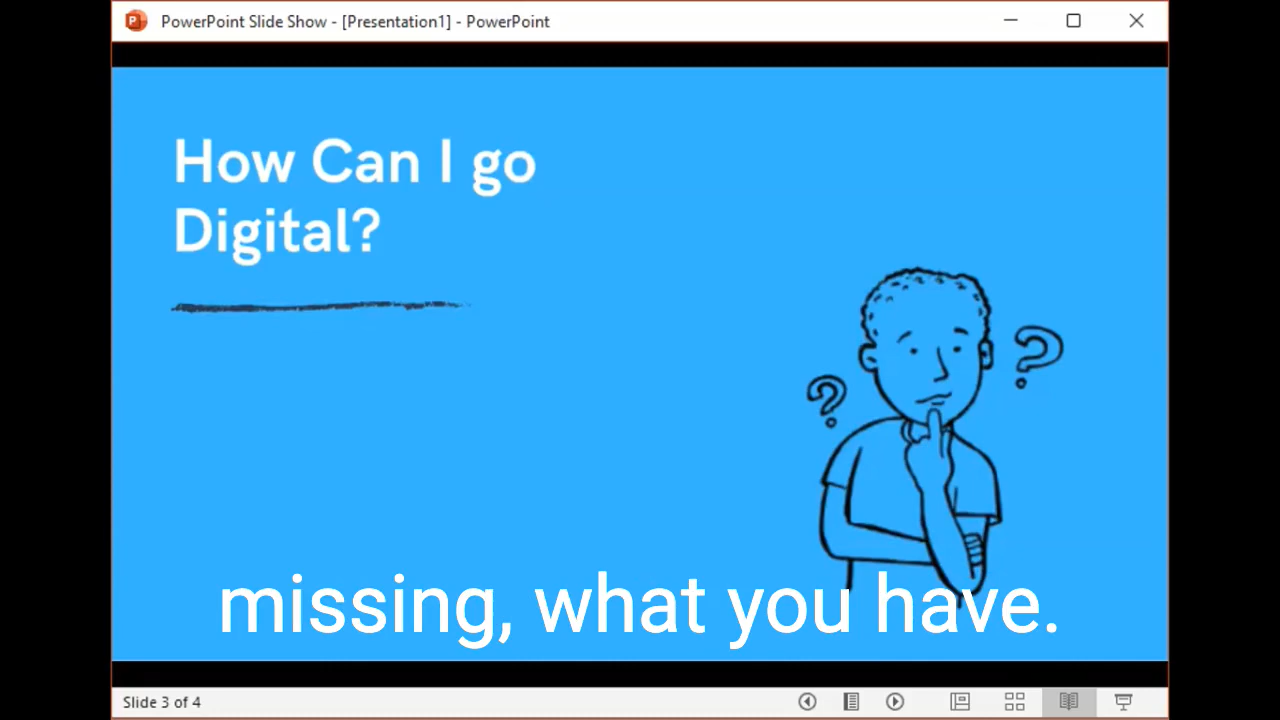 PowerPoint Slide Show - [Presentation1] - PowerPoint
How Can I go
Digital?
? ?
missing, what you have.
Slide 3 of 4